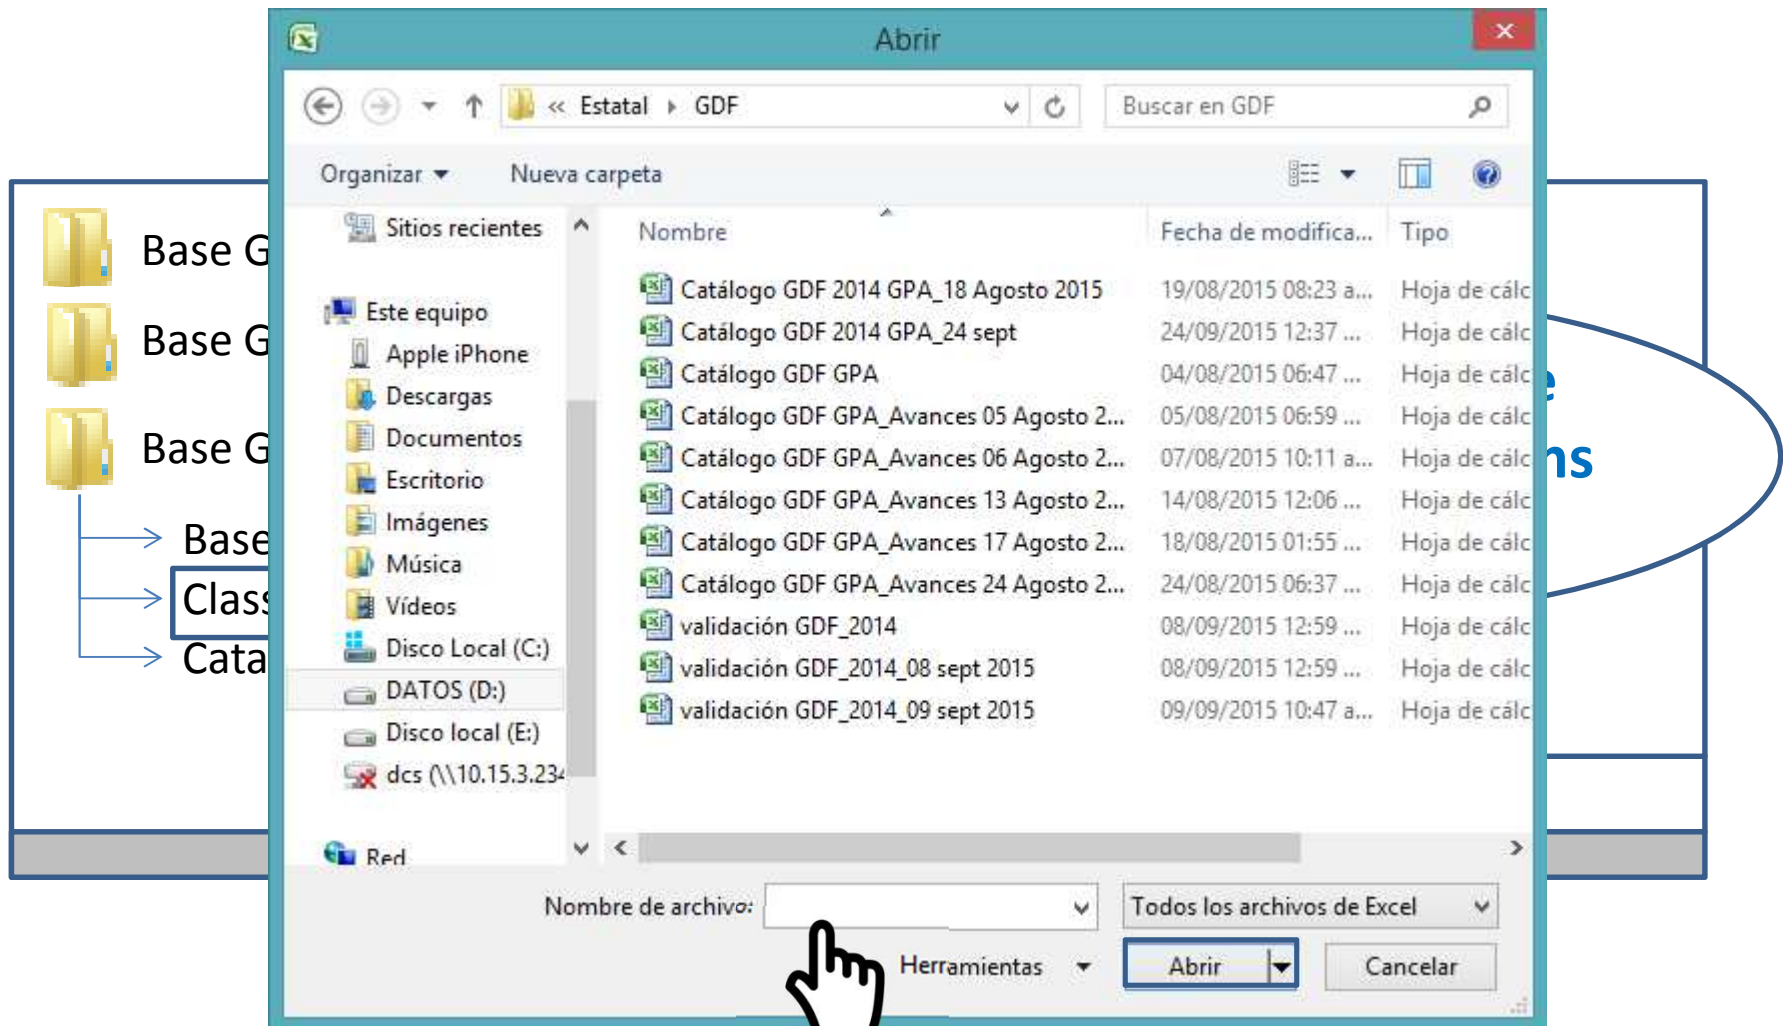 Abrir
« Estatal GDF
Buscar en GDF
Organizar
Nueva carpeta
Base G
Base G
Base G
Base
Clas
Cata
Sitios recientes
Este equipo
Apple iPhone
Descargas
Documentos
Escritorio
Imágenes
Música
Vídeos
Disco Local (C:)
DATOS (D:)
Disco local (E:)
dcs (\\10.15.3.234
Red
Nombre Fecha de modifica... Tipo
Catálogo GDF 2014 GPA_18 Agosto 2015 19/08/2015 08:23 a... Hoja de cálc
Catálogo GDF 2014 GPA_24 sept 24/09/2015 12:37 ... Hoja de cálc
Catálogo GDF GPA 04/08/2015 06:47 ... Hoja de cálc
Catálogo GDF GPA_Avances 05 Agosto 2... 05/08/2015 06:59 ... Hoja de cálc
Catálogo GDF GPA_Avances 06 Agosto 2... 07/08/2015 10:11 a... Hoja de cálc
Catálogo GDF GPA_Avances 13 Agosto 2... 14/08/2015 12:06 ... Hoja de cálc
Catálogo GDF GPA_Avances 17 Agosto 2... 18/08/2015 01:55 ... Hoja de cálc
Catálogo GDF GPA_Avances 24 Agosto 2... 24/08/2015 06:37 ... Hoja de cálc
validación GDF_2014 08/09/2015 12:59 ... Hoja de cálc
validación GDF_2014_08 sept 2015 08/09/2015 12:59 ... Hoja de cálc
validación GDF_2014_09 sept 2015 09/09/2015 10:47 a... Hoja de cálc
e
ns
Nombre de archivo:
Todos los archivos de Excel
Herramientas
Abrir
Cancelar